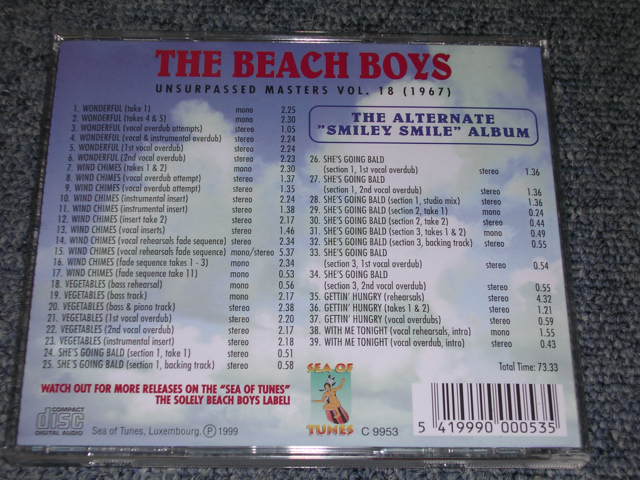 THE BEACH BOYS
UNSURPASSED MASTERS VOL. 18 (1967)
THE ALTERNATE
"SMILEY SMILE" ALBUM
1. WONDERFUL (take 1) mono 2.25
2. WONDERFUL (takes 4 & 5) mono 2.30
3. WONDERFUL (vocal overdub attempts) mono 1.05
4. WONDERFUL (vocal & instrumental overdub) stereo 2.24
5. WONDERFUL (1st vocal overdub) stereo 2.24
6. WONDERFUL (2nd vocal overdub) stereo 2.23
7. WIND CHIMES (takes 1 & 2) mono 2.30
8. WIND CHIMES (vocal overdub attempt) stereo 1.37
9. WIND CHIMES (vocal overdub attempt) stereo 1.35
10. WIND CHIMES (instrumental insert) stereo 2.24
11. WIND CHIMES (instrumental insert) stereo 1.38
12. WIND CHIMES (insert take 2) stereo 2.17
13. WIND CHIMES (vocal inserts) stereo 1.46
14. WIND CHIMES (vocal rehearsals fade sequence) stereo 2.34
15. WIND CHIMES (vocal rehearsals fade sequence) mono/stereo 5.37
16. WIND CHIMES (fade sequence takes 1 - 3) mono 2.34
17. WIND CHIMES (fade sequence take 11) mono 0.53
18. VEGETABLES (bass rehearsal) mono 0.56
19. VEGETABLES (bass track) mono 2.17
20. VEGETABLES (bass & piano track) stereo 2.38
21. VEGETABLES (1st vocal overdub) stereo 2.20
22. VEGETABLES (2nd vocal overdub) stereo 2.17
23. VEGETABLES (instrumental insert) stereo 2.18
24. SHE'S GOING BALD (section 1, take 1) stereo 0.51
25. SHE'S GOING BALD (section 1, backing track) stereo 0.58
26. SHE'S GOING BALD
(section 1, 1st vocal overdub) stereo 1.36
27. SHE'S GOING BALD
(section 1, 2nd vocal overdub) stereo 1.36
28. SHE'S GOING BALD (section 1, studio mix) stereo 1.36
29. SHE'S GOING BALD (section 2, take 1) mono 0.24
30. SHE'S GOING BALD (section 2, take 2) stereo 0.44
31. SHE'S GOING BALD (section 3, takes 1 & 2) mono 0.49
32. SHE'S GOING BALD (section 3, backing track) stereo 0.55
33. SHE'S GOING BALD
(section 3, 1st vocal overdub) stereo 0.54
34. SHE'S GOING BALD
(section 3, 2nd vocal overdub) stereo 0.55
35. GETTIN' HUNGRY (rehearsals) stereo 4.32
36. GETTIN' HUNGRY (takes 1 & 2) stereo 1.21
37. GETTIN' HUNGRY (vocal overdubs) stereo 0.59
38. WITH ME TONIGHT (vocal rehearsals, intro) mono 1.55
39. WITH ME TONIGHT (vocal overdub, intro) stereo 0.43
Total Time: 73.33
WATCH OUT FOR MORE RELEASES ON THE "SEA OF TUNES"
THE SOLELY BEACH BOYS LABEL!
COMPACT
disc
DIGITAL AUDIO
Sea of Tunes, Luxembourg. Ⓟ 1999
SEA OF
TUNES
C 9953
5 419990 000535